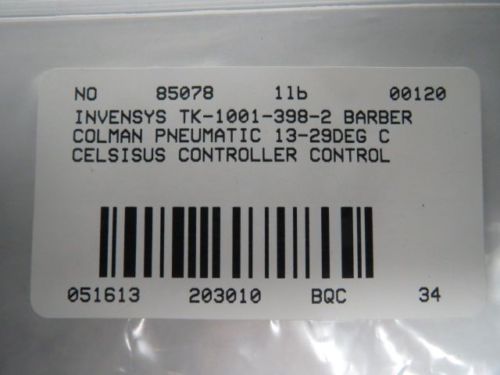 NO 85078 1lb 00120
INVENSYS TK-1001-398-2 BARBER
COLMAN PNEUMATIC 13-29DEG C
CELSISUS CONTROLLER CONTROL
051613 203010 BQC 34